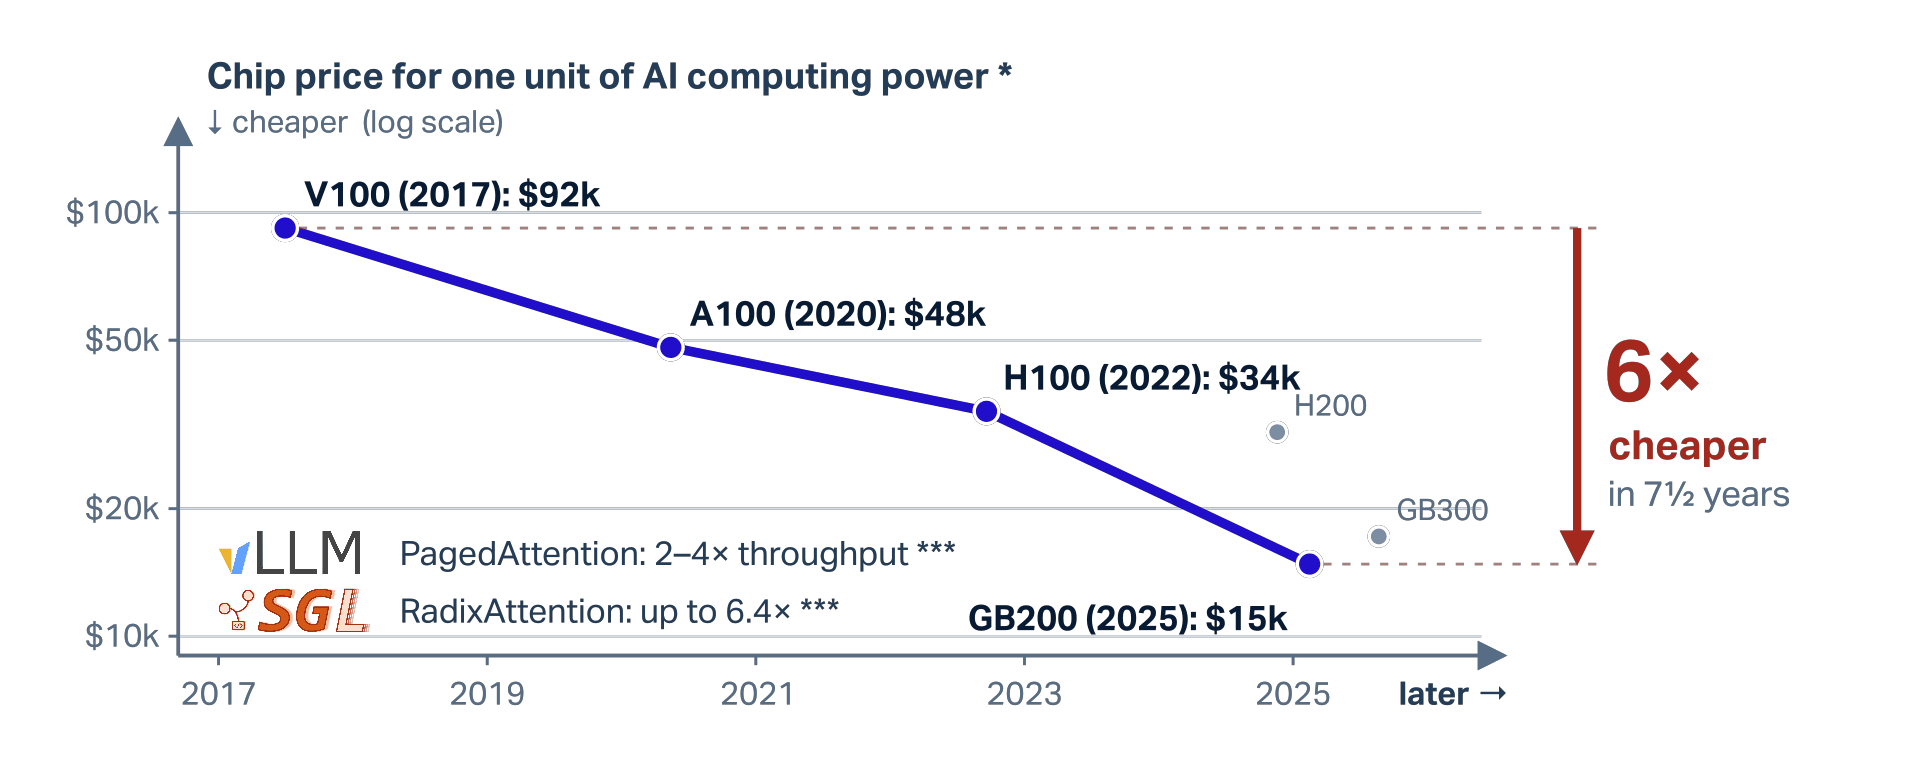 Chip price for one unit of AI computing power *
↓ cheaper (log scale)
V100 (2017): $92k
$100k
A100 (2020): $48k
$50k
H100 (2022): $34k
H200
6×
cheaper
in 7½ years
$20k
GB300
vLLM PagedAttention: 2–4× throughput ***
SGL RadixAttention: up to 6.4× ***
GB200 (2025): $15k
$10k
2017 2019 2021 2023 2025 later →